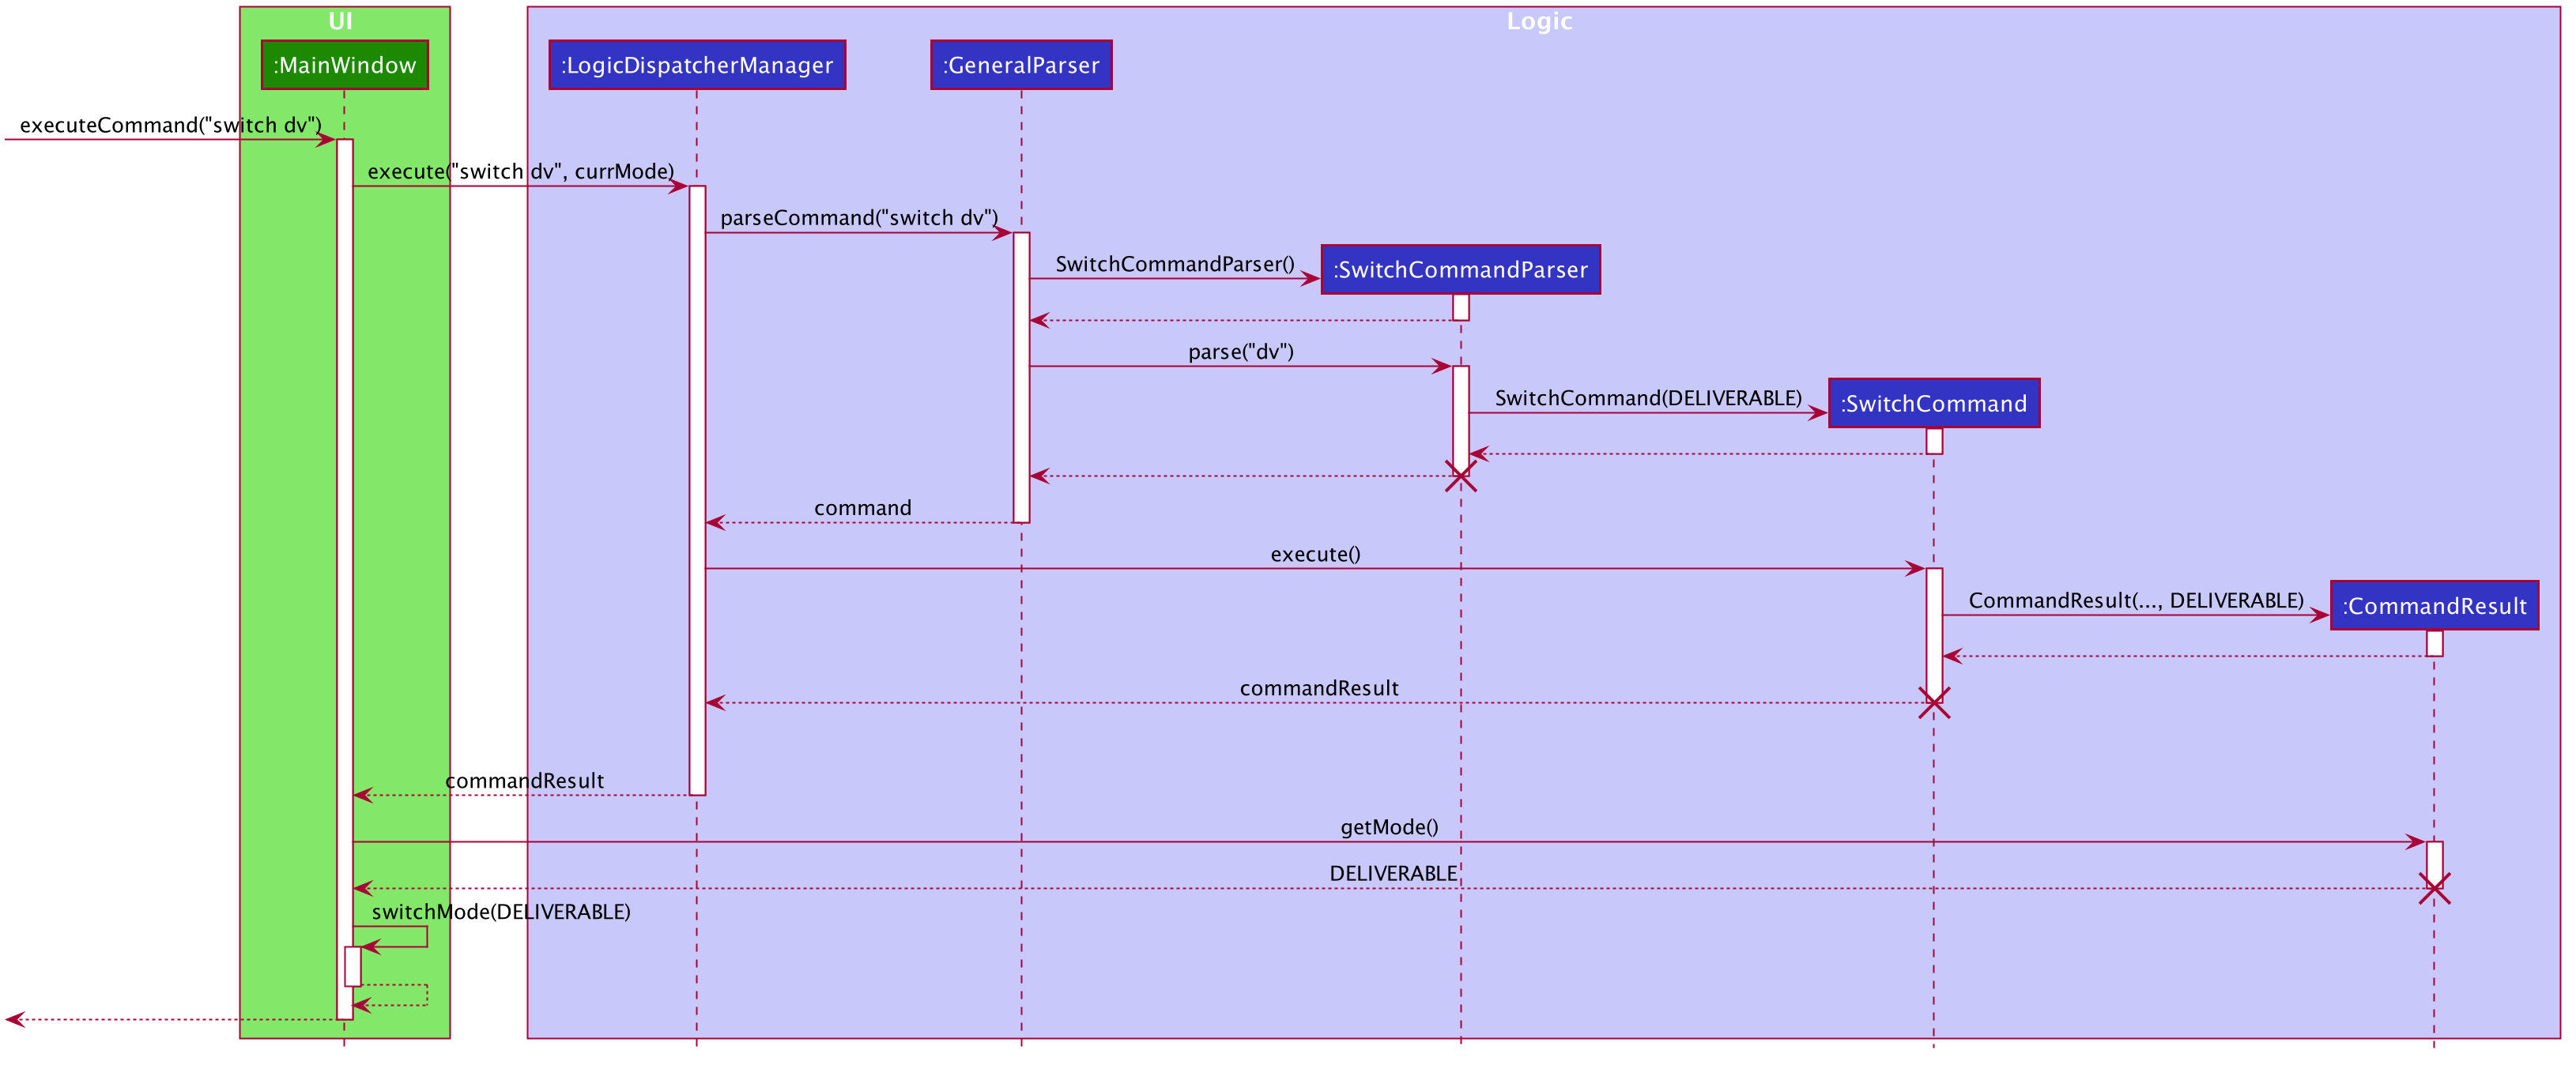 UI
Logic
:MainWindow
:LogicDispatcherManager
:GeneralParser
executeCommand("switch dv")
execute("switch dv", currMode)
parseCommand("switch dv")
SwitchCommandParser()
:SwitchCommandParser
parse("dv")
SwitchCommand(DELIVERABLE)
:SwitchCommand
command
execute()
CommandResult(..., DELIVERABLE)
:CommandResult
commandResult
commandResult
getMode()
DELIVERABLE
switchMode(DELIVERABLE)